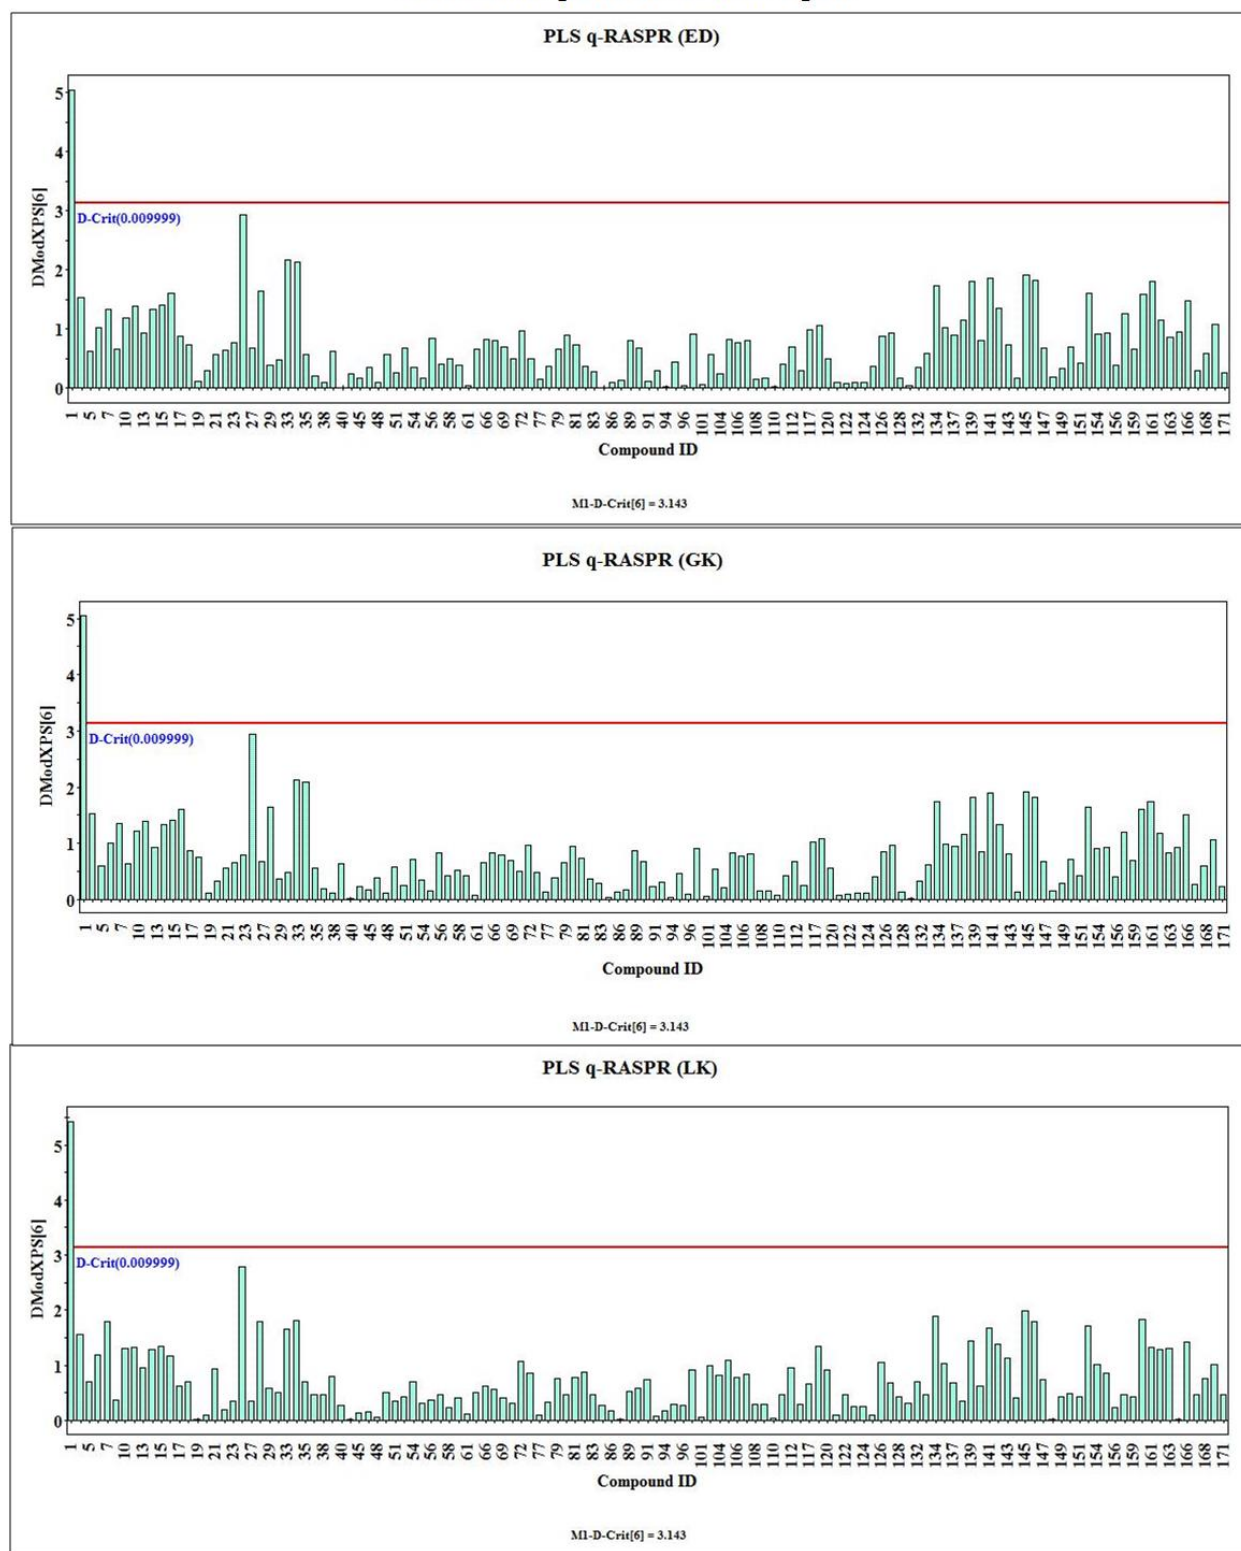 PLS q-RASPR (ED)
DModXPS[6]
5
4
3
2
1
0
D-Crit(0.009999)
1 5 7 10 13 15 17 19 21 23 27 29 33 35 38 40 45 48 51 54 56 58 61 66 69 72 77 79 81 83 86 89 91 94 96 101 103 106 108 110 112 117 120 122 124 126 128 132 134 137 139 141 143 145 147 149 151 154 156 159 161 163 166 168 171
Compound ID
M1-D-Crit[6] = 3.143
PLS q-RASPR (GK)
DModXPS[6]
5
4
3
2
1
0
D-Crit(0.009999)
1 5 7 10 13 15 17 19 21 23 27 29 33 35 38 40 45 48 51 54 56 58 61 66 69 72 77 79 81 83 86 89 91 94 96 101 103 106 108 110 112 117 120 122 124 126 128 132 134 137 139 141 143 145 147 149 151 154 156 159 161 163 166 168 171
Compound ID
M1-D-Crit[6] = 3.143
PLS q-RASPR (LK)
DModXPS[6]
5
4
3
2
1
0
D-Crit(0.009999)
1 5 7 10 13 15 17 19 21 23 27 29 33 35 38 40 45 48 51 54 56 58 61 66 69 72 77 79 81 83 86 89 91 94 96 101 103 106 108 110 112 117 120 122 124 126 128 132 134 137 139 141 143 145 147 149 151 154 156 159 161 163 166 168 171
Compound ID
M1-D-Crit[6] = 3.143